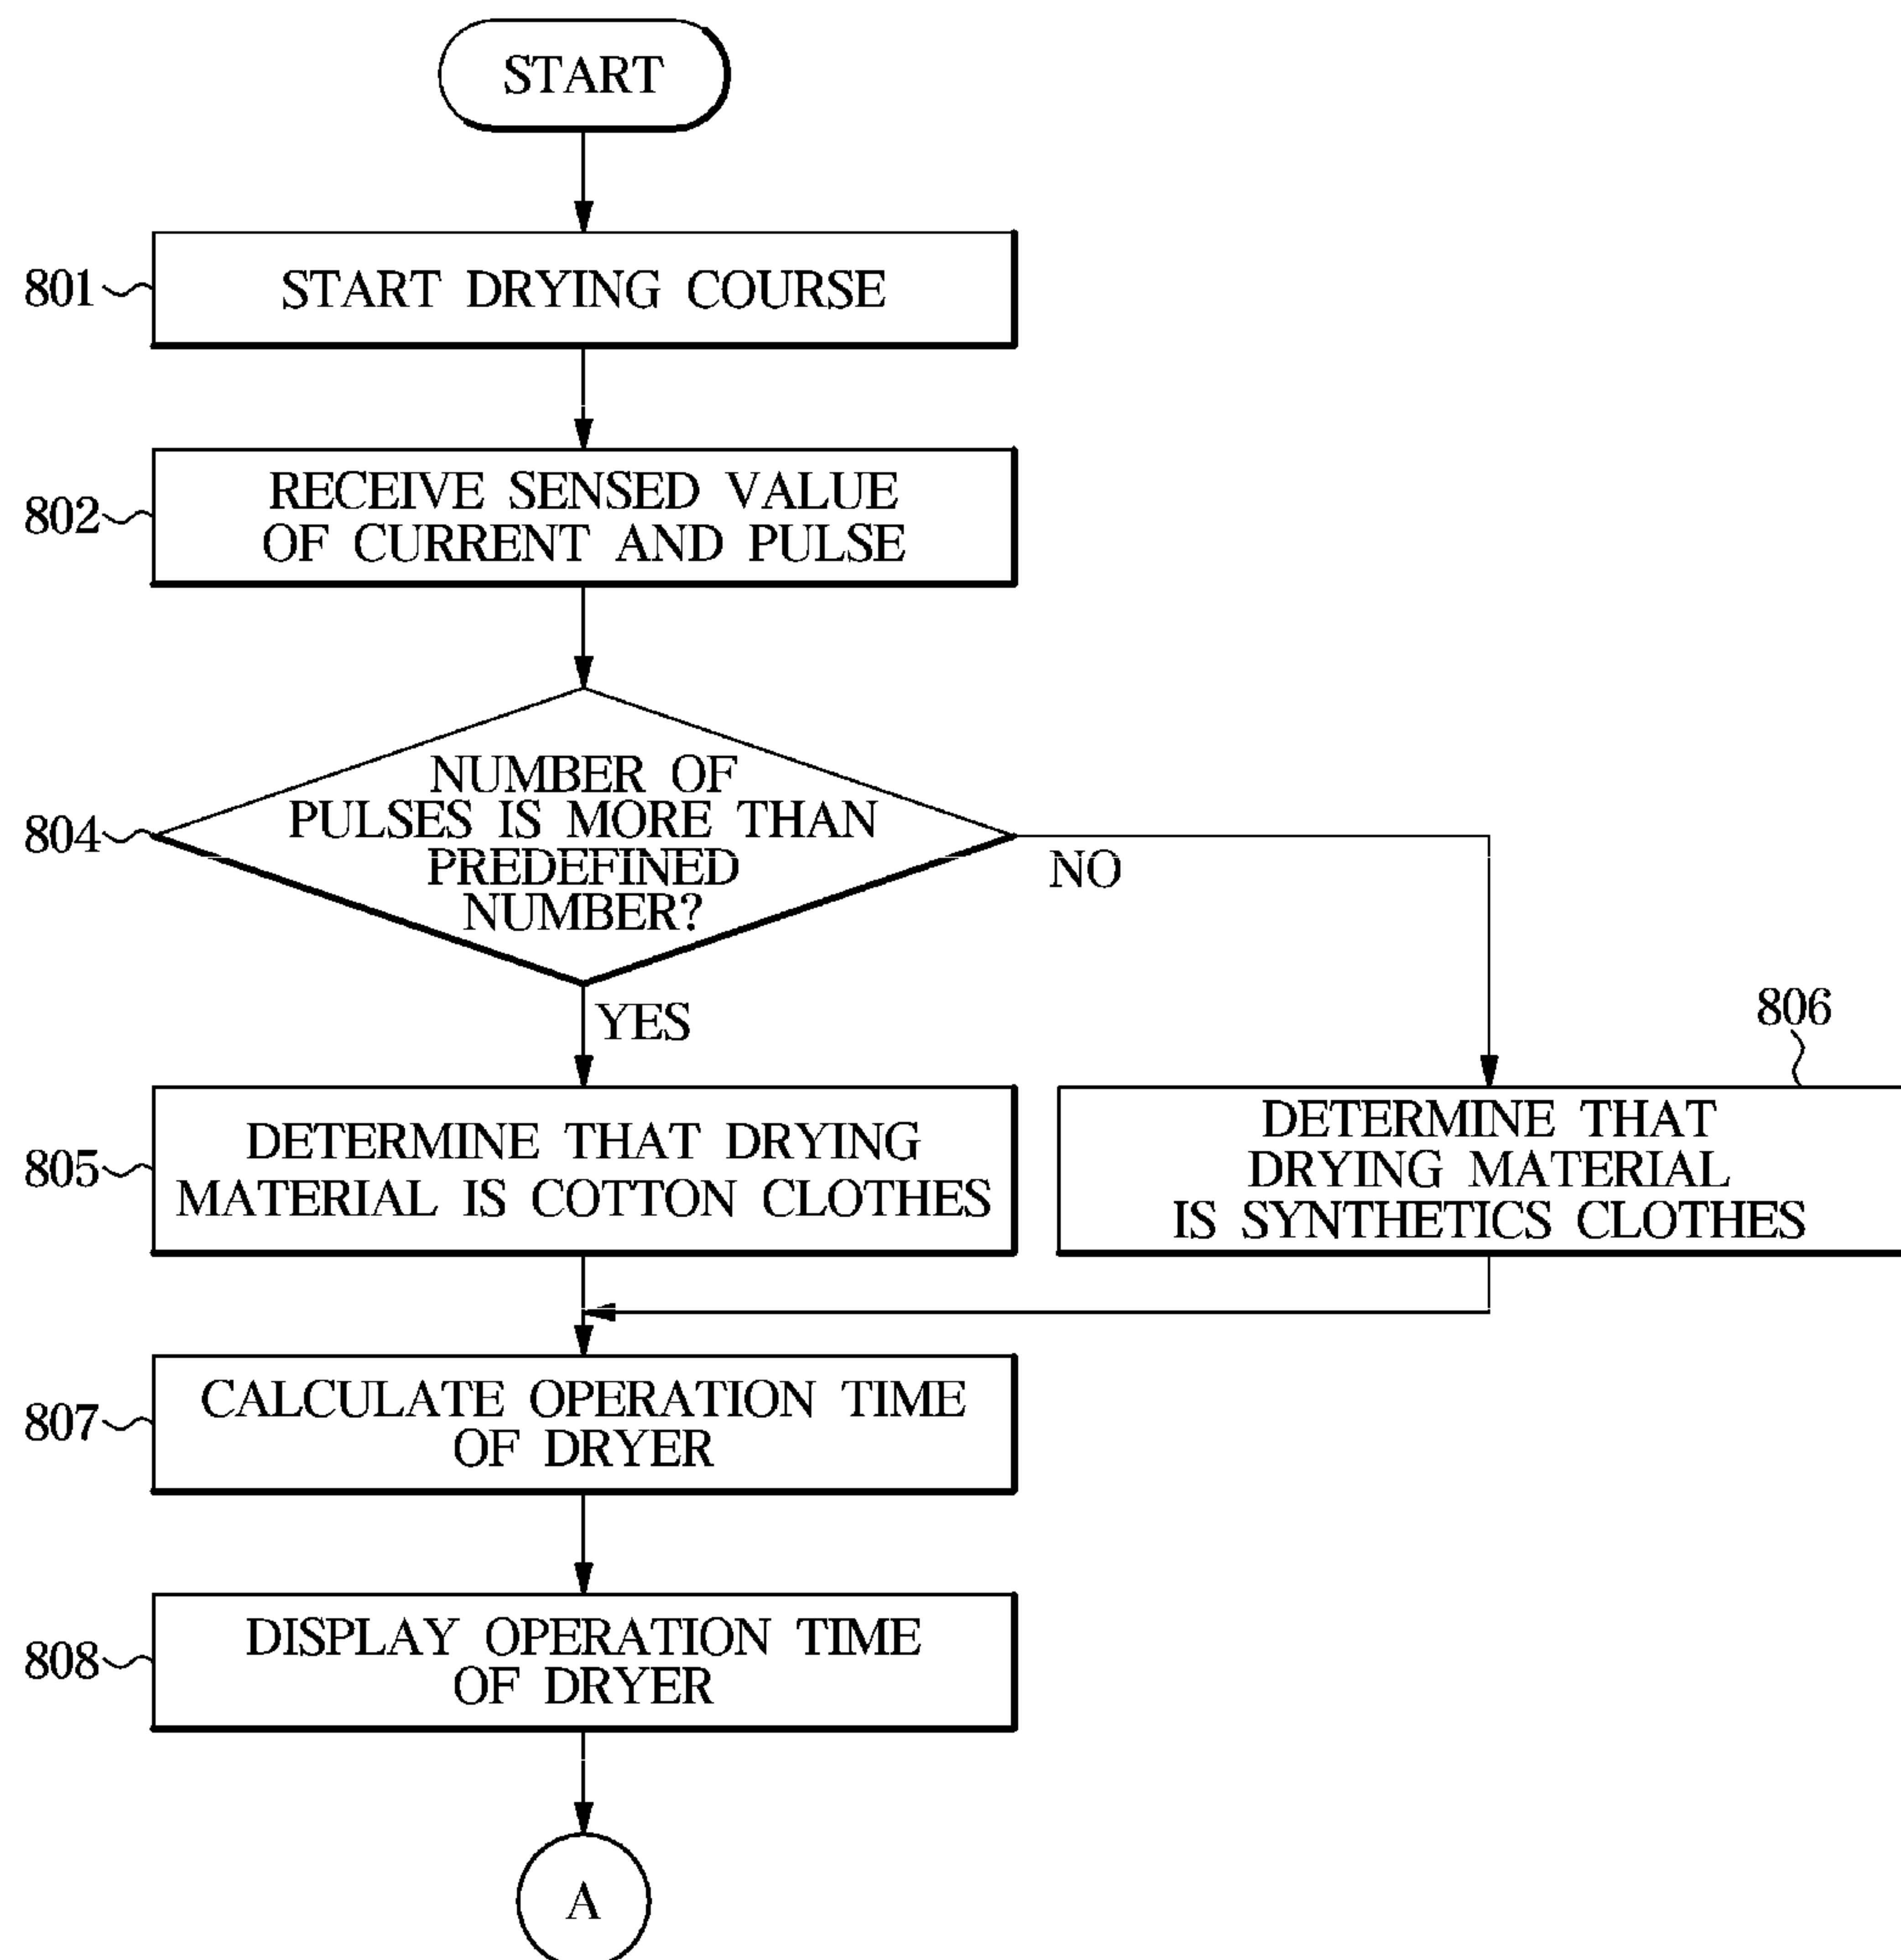 START
801
START DRYING COURSE
802
RECEIVE SENSED VALUE
OF CURRENT AND PULSE
804
NUMBER OF
PULSES IS MORE THAN
PREDEFINED
NUMBER?
NO
YES
806
805
DETERMINE THAT DRYING
MATERIAL IS COTTON CLOTHES
DETERMINE THAT
DRYING MATERIAL
IS SYNTHETICS CLOTHES
807
CALCULATE OPERATION TIME
OF DRYER
808
DISPLAY OPERATION TIME
OF DRYER
A